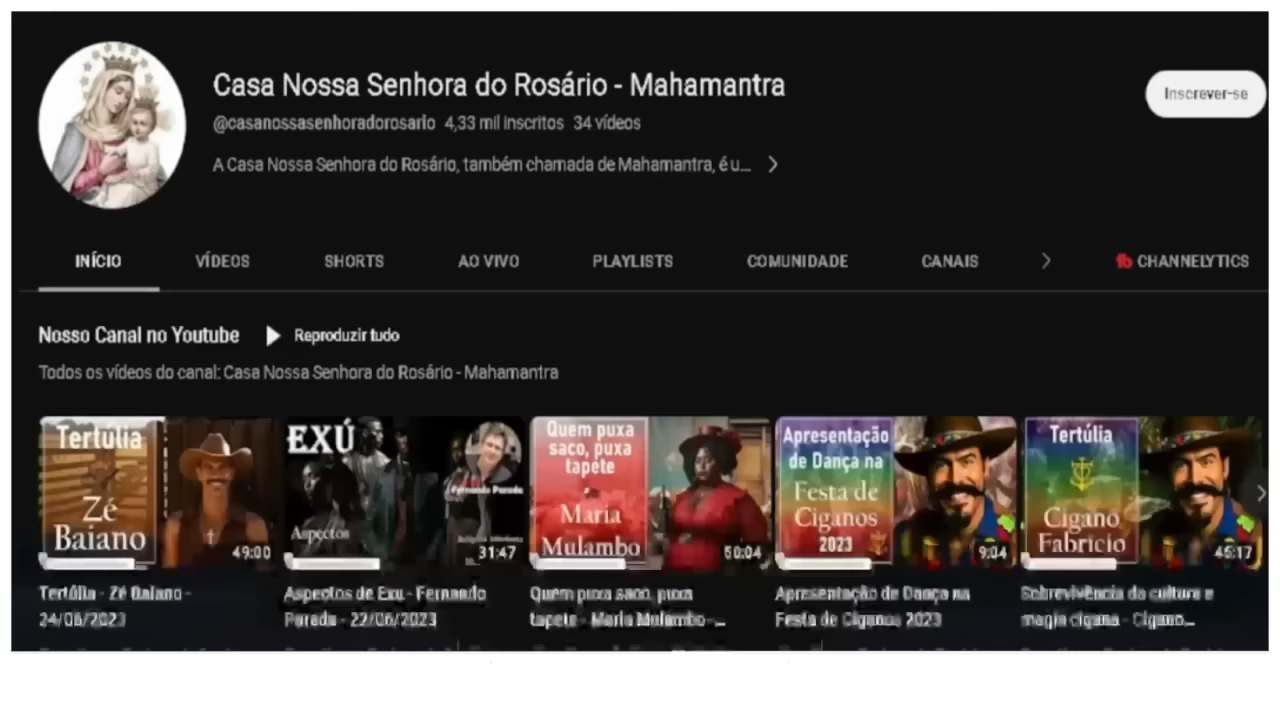 Casa Nossa Senhora do Rosário - Mahamantra
Inscrever-se
@casanossasenhoradorosario 4,33 mil inscritos 34 vídeos
A Casa Nossa Senhora do Rosário, também chamada de Mahamantra, é u...
INÍCIO VÍDEOS SHORTS AO VIVO PLAYLISTS COMUNIDADE CANAIS CHANNELYTICS
Nosso Canal no Youtube Reproduzir tudo
Todos os vídeos do canal: Casa Nossa Senhora do Rosário - Mahamantra
Tertúlia
Zé
Baiano
49:00
Tertúlia - Zé Baiano -
24/06/2023
EXÚ
Fernando Parada
Aspectos
31:47
Aspectos de Exu - Fernando
Parada - 22/06/2023
Quem puxa
saco, puxa
tapete
-
Maria
Mulambo
50:04
Quem puxa saco, puxa
tapete - Maria Mulambo -...
Apresentação
de Dança na
Festa de
Ciganos
2023
9:04
Apresentação de Dança na
Festa de Ciganos 2023
Tertúlia
Cigano
Fabrício
45:17
Sobrevivência da cultura e
magia cigana - Cigano...